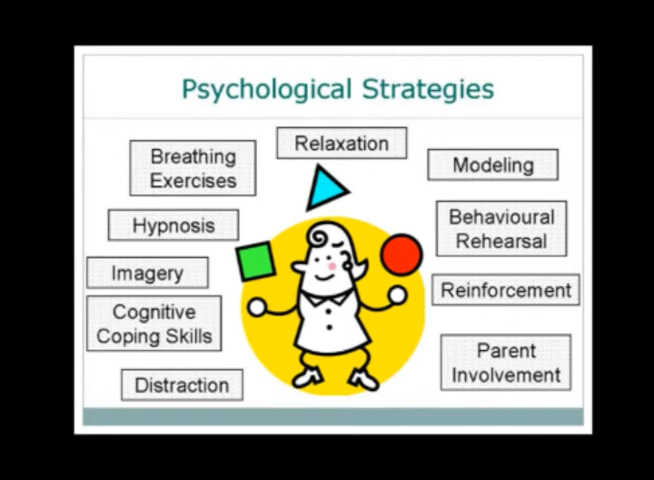 Psychological Strategies
Relaxation
Breathing
Exercises
Modeling
Hypnosis
Behavioural
Rehearsal
Imagery
Reinforcement
Cognitive
Coping Skills
Parent
Involvement
Distraction